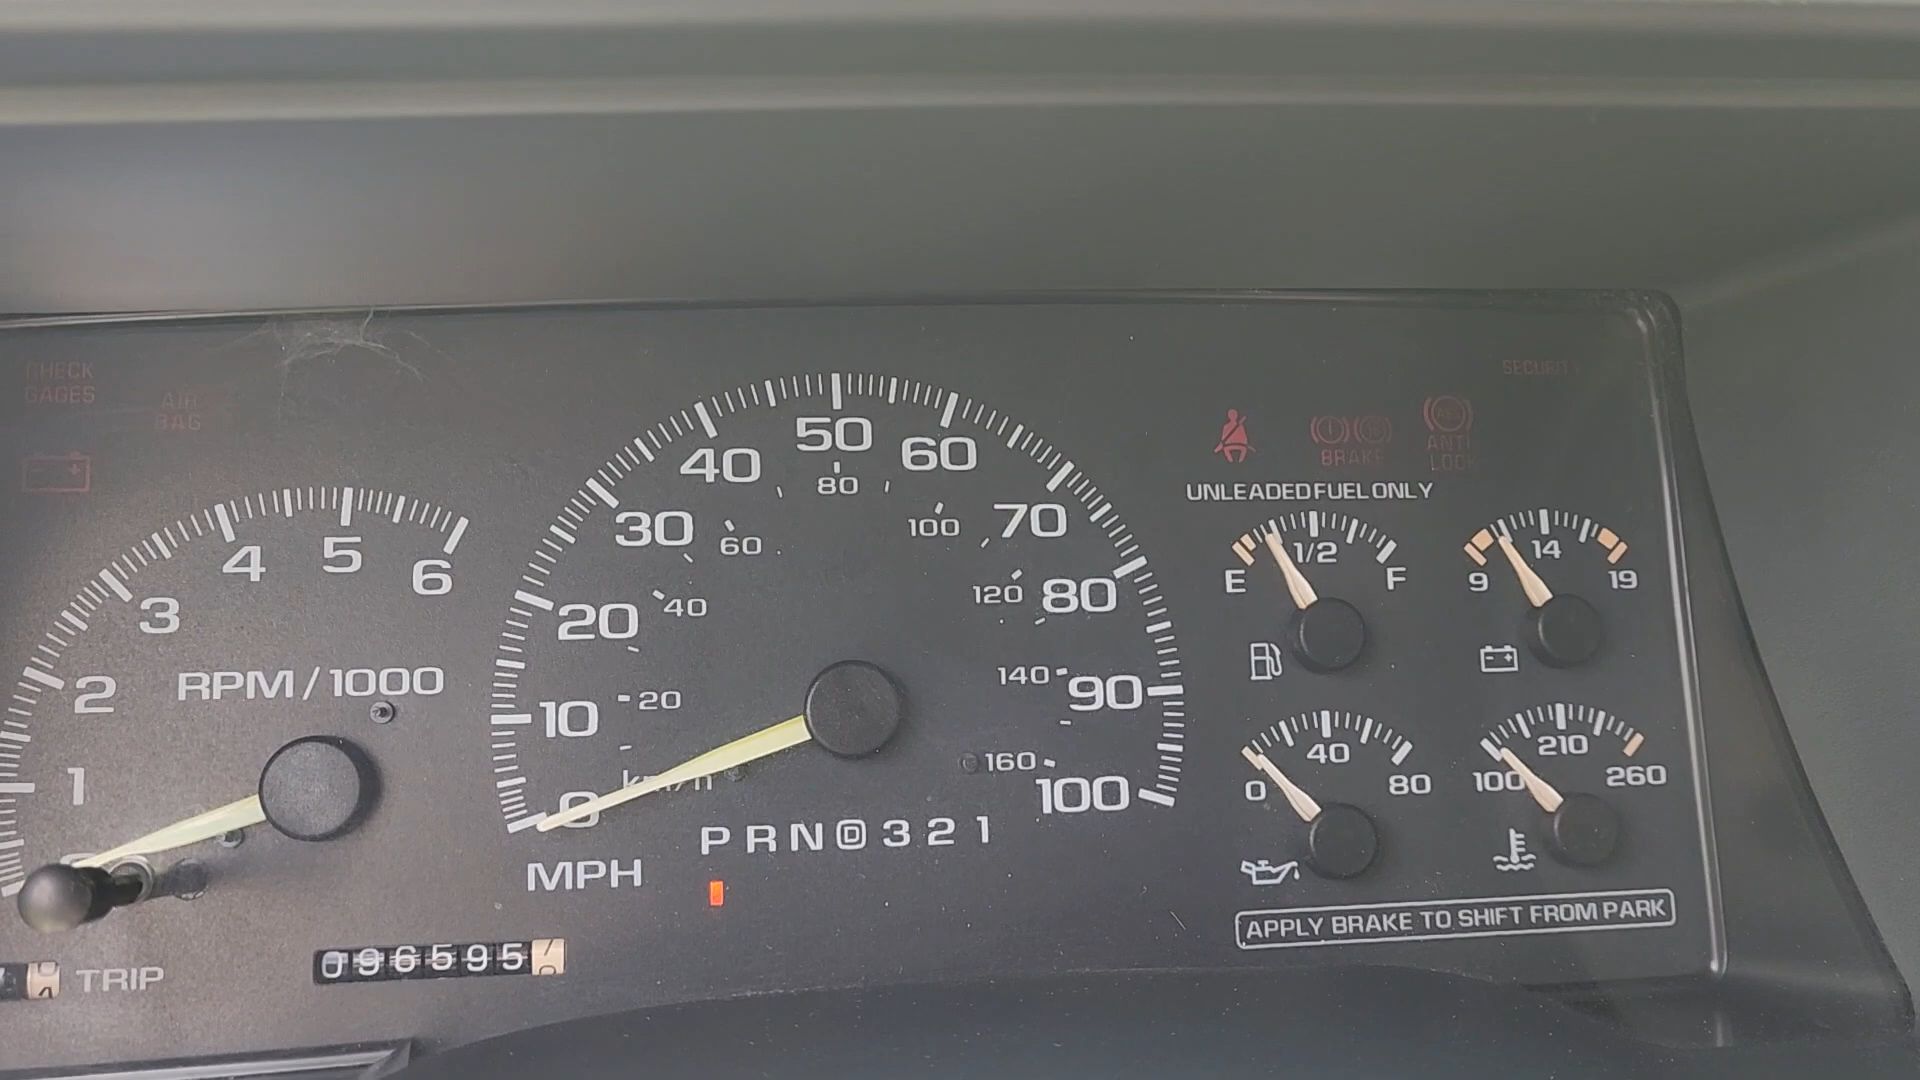 CHECK
GAGES
AIR
BAG
SECURITY
BRAKE
ANTI
LOCK
UNLEADED FUEL ONLY
1 2 3 4 5 6
RPM/1000
0 10 20 30 40 50 60 70 80 90 100
20 40 60 80 100 120 140 160
km/h
MPH
P R N D 3 2 1
E 1/2 F
9 14 19
0 40 80
100 210 260
APPLY BRAKE TO SHIFT FROM PARK
TRIP
096595